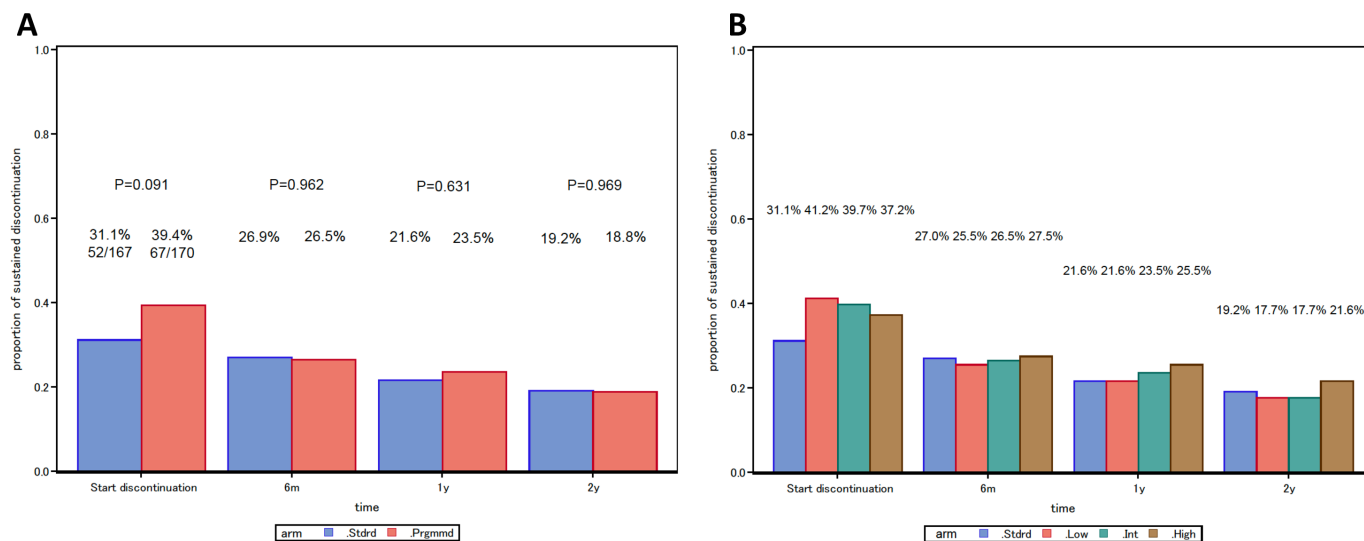 A
1.0
0.8
0.6
0.4
0.2
0.0
proportion of sustained discontinuation
P=0.091 P=0.962 P=0.631 P=0.969
31.1% 39.4% 26.9% 26.5% 21.6% 23.5% 19.2% 18.8%
52/167 67/170
Start discontinuation 6m 1y 2y
time
arm .Stdrd .Prgmmd
B
1.0
0.8
0.6
0.4
0.2
0.0
proportion of sustained discontinuation
31.1% 41.2% 39.7% 37.2%
27.0% 25.5% 26.5% 27.5%
21.6% 21.6% 23.5% 25.5%
19.2% 17.7% 17.7% 21.6%
Start discontinuation 6m 1y 2y
time
arm .Stdrd .Low .Int .High